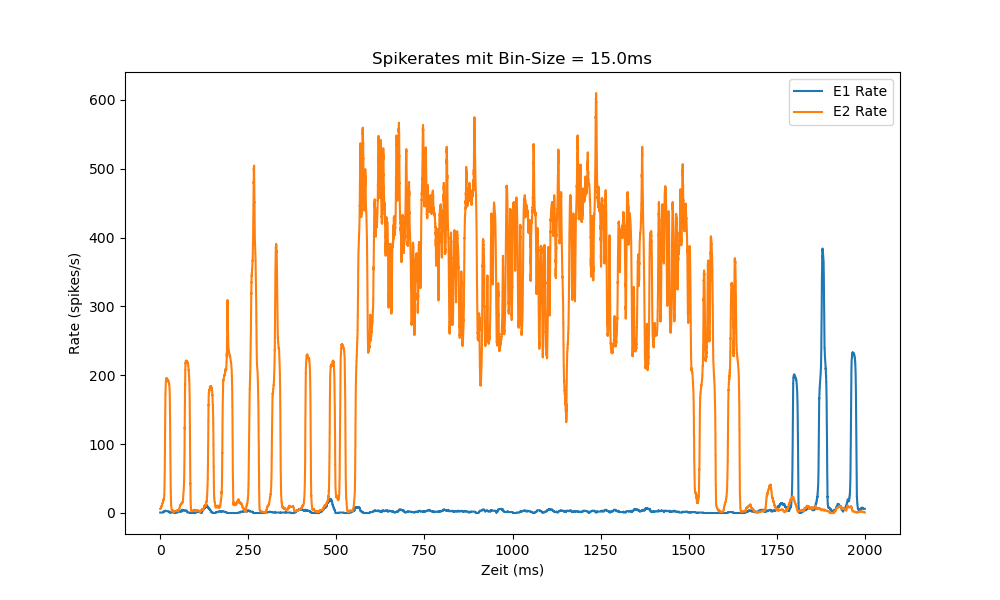 Spikerates mit Bin-Size = 15.0ms
E1 Rate
E2 Rate
600
500
400
300
200
100
0
Rate (spikes/s)
0 250 500 750 1000 1250 1500 1750 2000
Zeit (ms)